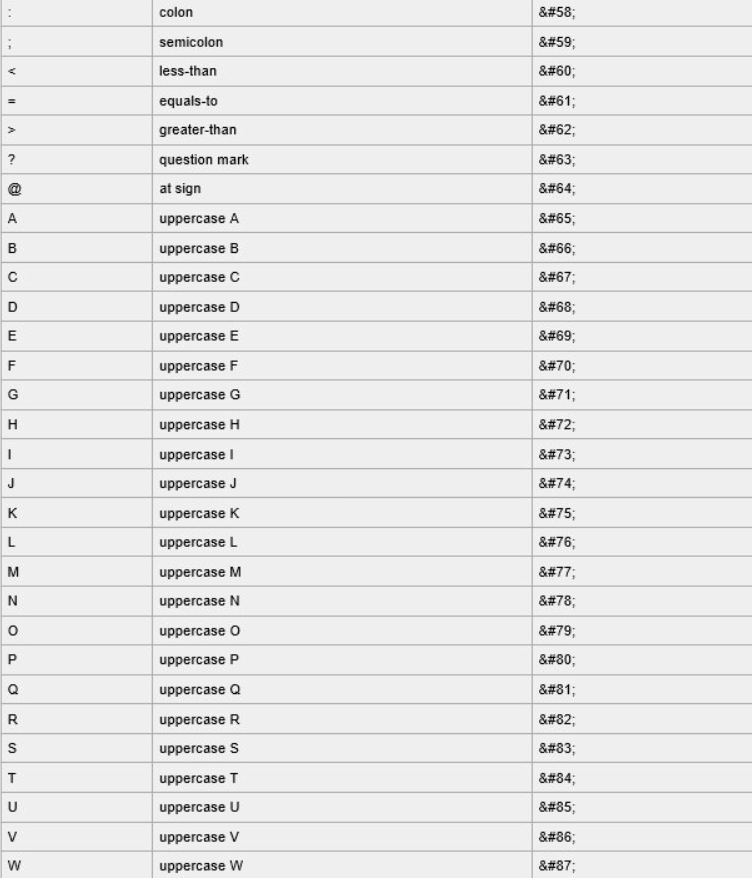 : colon &#58;
; semicolon &#59;
< less-than &#60;
= equals-to &#61;
> greater-than &#62;
? question mark &#63;
@ at sign &#64;
A uppercase A &#65;
B uppercase B &#66;
C uppercase C &#67;
D uppercase D &#68;
E uppercase E &#69;
F uppercase F &#70;
G uppercase G &#71;
H uppercase H &#72;
I uppercase I &#73;
J uppercase J &#74;
K uppercase K &#75;
L uppercase L &#76;
M uppercase M &#77;
N uppercase N &#78;
O uppercase O &#79;
P uppercase P &#80;
Q uppercase Q &#81;
R uppercase R &#82;
S uppercase S &#83;
T uppercase T &#84;
U uppercase U &#85;
V uppercase V &#86;
W uppercase W &#87;